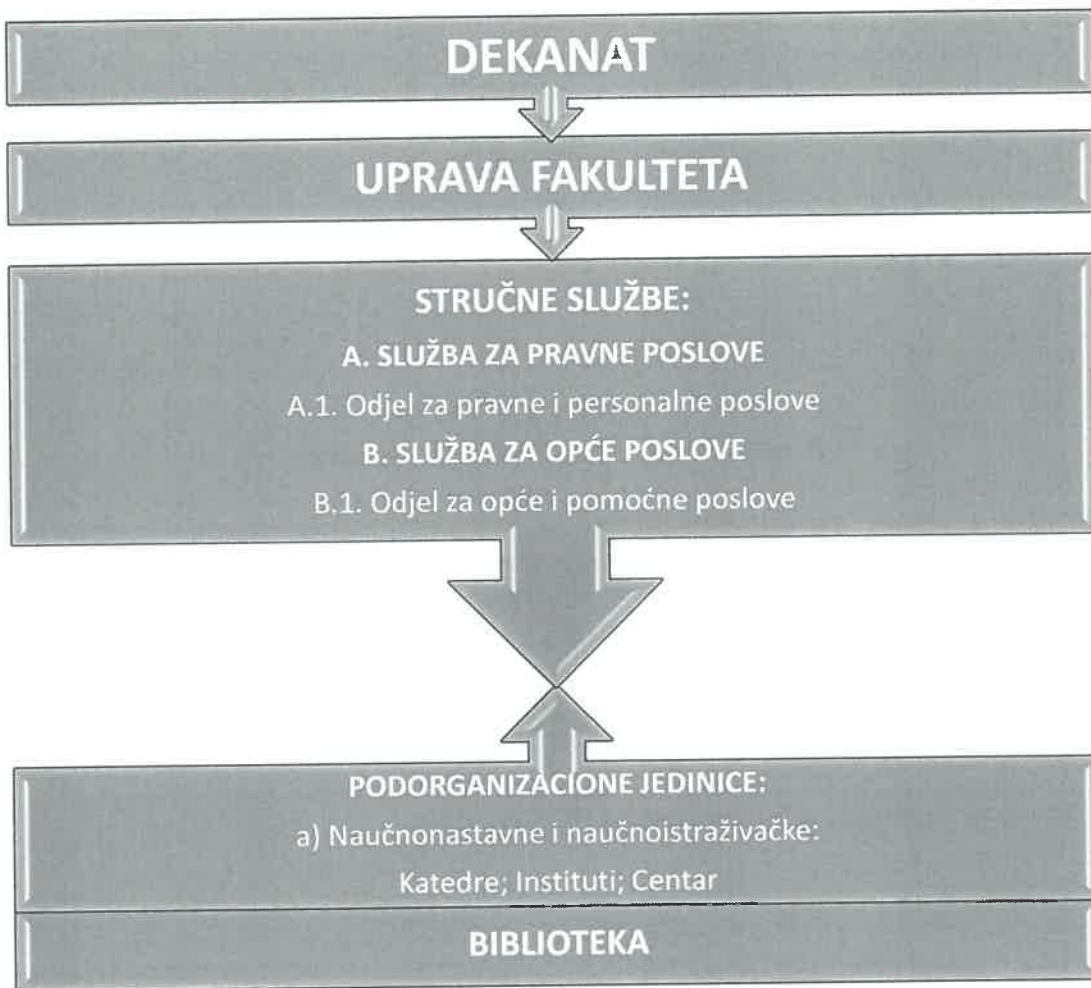 DEKANAT
UPRAVA FAKULTETA
STRUČNE SLUŽBE:
A. SLUŽBA ZA PRAVNE POSLOVE
A.1. Odjel za pravne i personalne poslove
B. SLUŽBA ZA OPĆE POSLOVE
B.1. Odjel za opće i pomoćne poslove
PODORGANIZACIONE JEDINICE:
a) Naučnonastavne i naučnoistraživačke:
Katedre; Instituti; Centar
BIBLIOTEKA